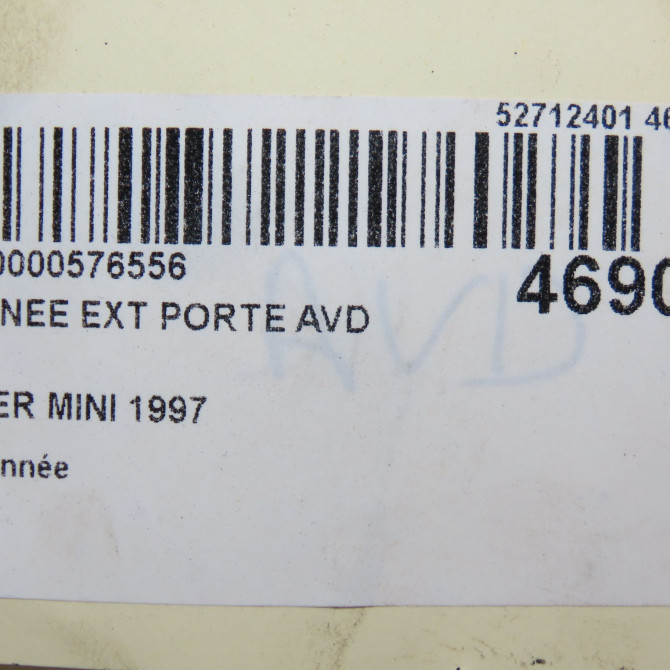 52712401 46
0000576556
4690
NEE EXT PORTE AVD
AVD
ER MINI 1997
nnée